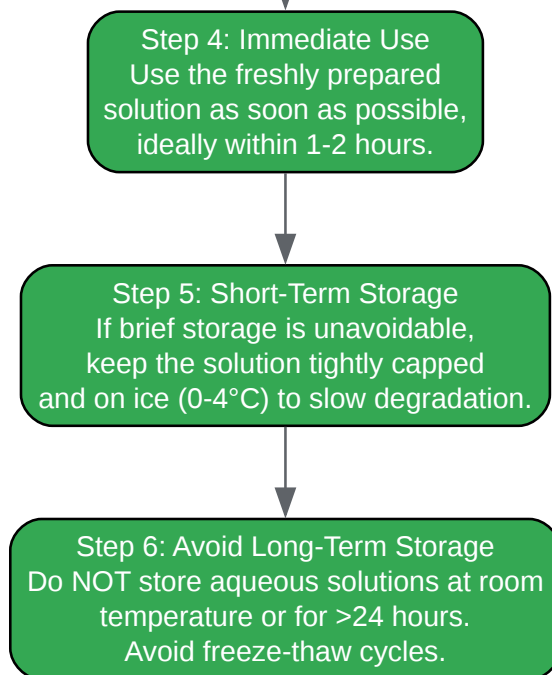 Step 4: Immediate Use
Use the freshly prepared
solution as soon as possible,
ideally within 1-2 hours.
Step 5: Short-Term Storage
If brief storage is unavoidable,
keep the solution tightly capped
and on ice (0-4°C) to slow degradation.
Step 6: Avoid Long-Term Storage
Do NOT store aqueous solutions at room
temperature or for >24 hours.
Avoid freeze-thaw cycles.